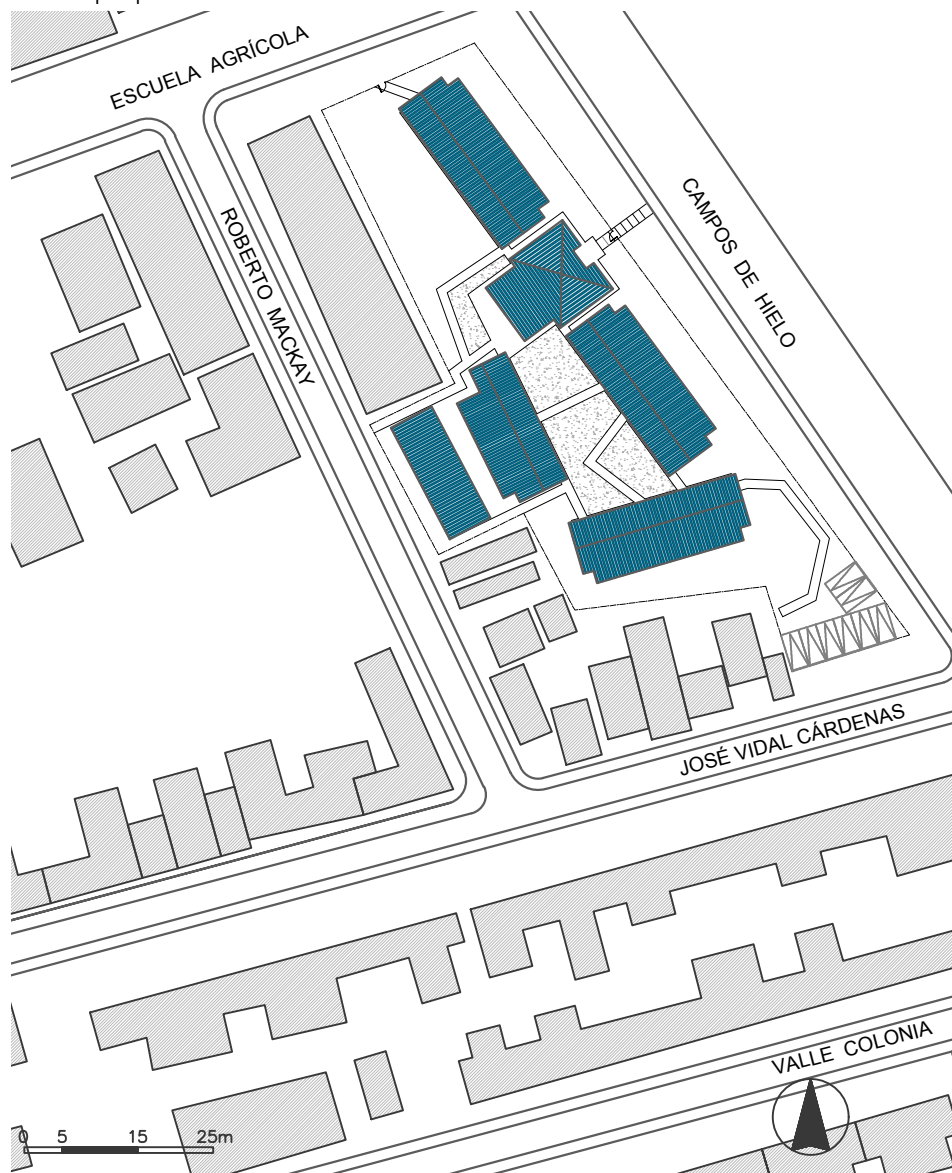 ESCUELA AGRÍCOLA
ROBERTO MACKAY
CAMPOS DE HIELO
JOSÉ VIDAL CÁRDENAS
VALLE COLONIA
0 5 15 25m